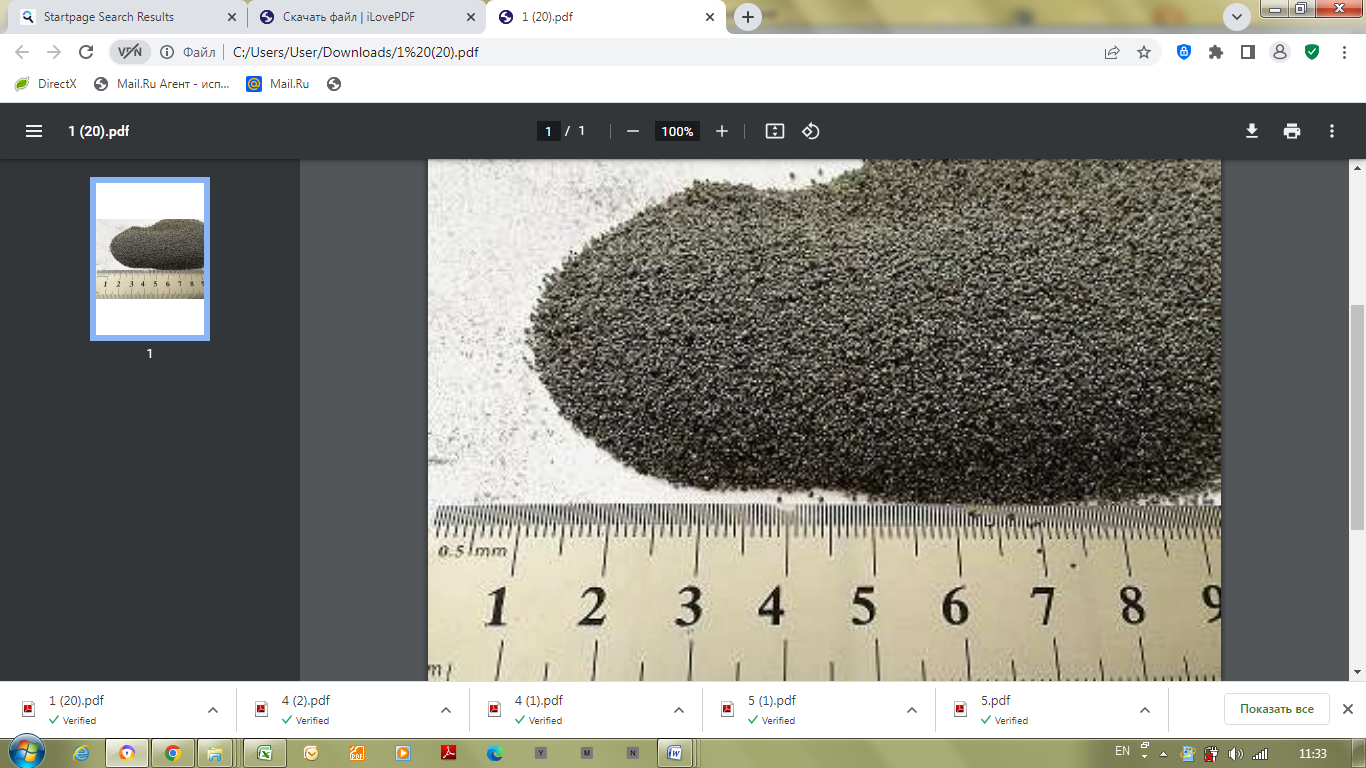 Startpage Search Results
Скачать файл | iLovePDF
1 (20).pdf
VPN
Файл
C:/Users/User/Downloads/1%20(20).pdf
DirectX
Mail.Ru Агент - исп...
Mail.Ru
1 (20).pdf
1 / 1
100%
1
0.5 1mm
1 2 3 4 5 6 7 8 9
m
1 (20).pdf
Verified
4 (2).pdf
Verified
4 (1).pdf
Verified
5 (1).pdf
Verified
5.pdf
Verified
Показать все
Y
M
N
EN
11:33